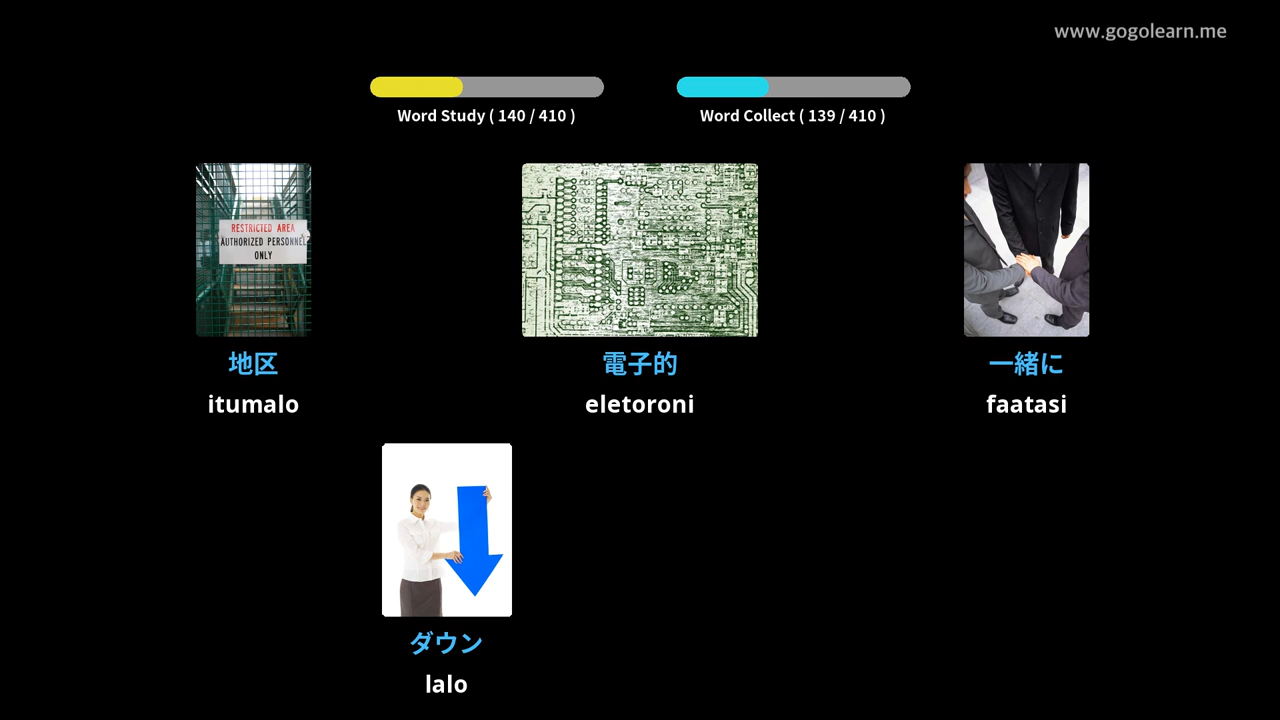 www.gogolearn.me
Word Study ( 140 / 410 )
Word Collect ( 139 / 410 )
RESTRICTED AREA
AUTHORIZED PERSONNEL
ONLY
地区
itumalo
電子的
eletoroni
一緒に
faatasi
ダウン
lalo